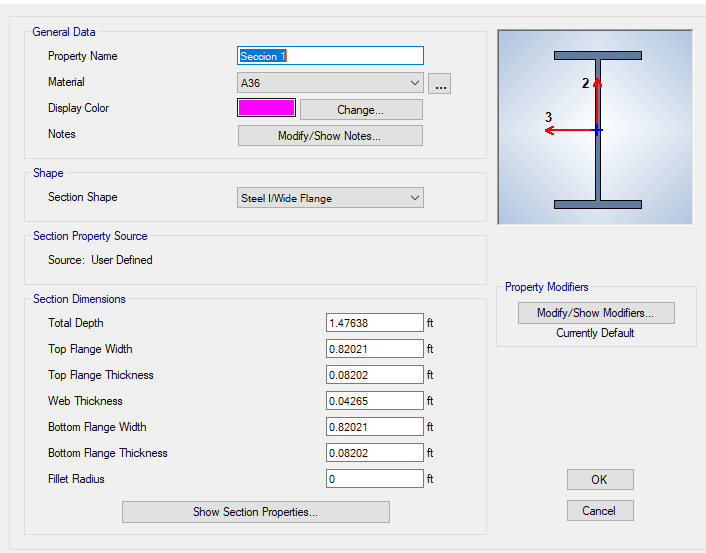 General Data
Property Name Seccion 1
Material A36 ...
Display Color Change...
Notes Modify/Show Notes...
2
3
Shape
Section Shape Steel I/Wide Flange
Section Property Source
Source: User Defined
Property Modifiers
Modify/Show Modifiers...
Currently Default
Section Dimensions
Total Depth 1.47638 ft
Top Flange Width 0.82021 ft
Top Flange Thickness 0.08202 ft
Web Thickness 0.04265 ft
Bottom Flange Width 0.82021 ft
Bottom Flange Thickness 0.08202 ft
Fillet Radius 0 ft
Show Section Properties...
OK
Cancel